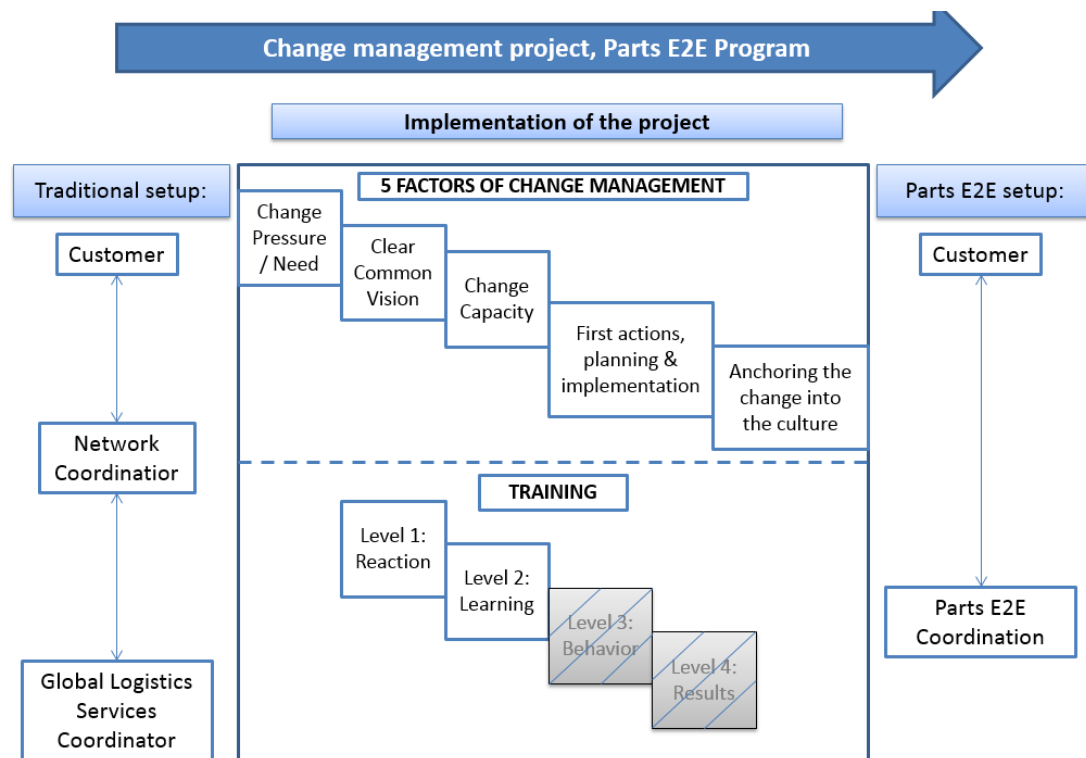 Change management project, Parts E2E Program
Implementation of the project
Traditional setup:
Customer
Network
Coordinatior
Global Logistics
Services
Coordinator
5 FACTORS OF CHANGE MANAGEMENT
Change
Pressure
/ Need
Clear
Common
Vision
Change
Capacity
First actions,
planning &
implementation
Anchoring the
change into
the culture
TRAINING
Level 1:
Reaction
Level 2:
Learning
Level 3:
Behavior
Level 4:
Results
Parts E2E setup:
Customer
Parts E2E
Coordination